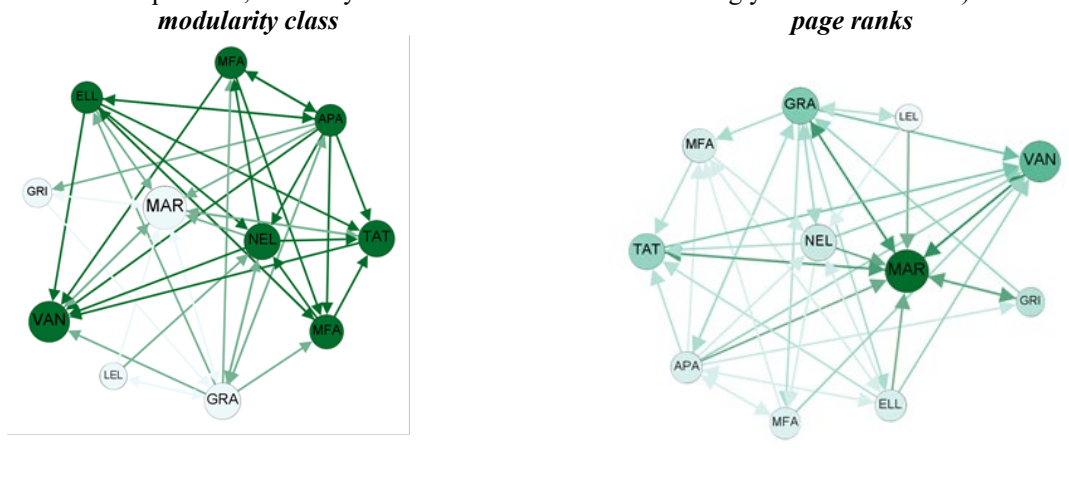 modularity class
page ranks
MFA
ELL
APA
GRI
MAR
NEL
TAT
VAN
MFA
LEL
GRA
GRA
LEL
MFA
VAN
NEL
TAT
MAR
GRI
APA
ELL
MFA